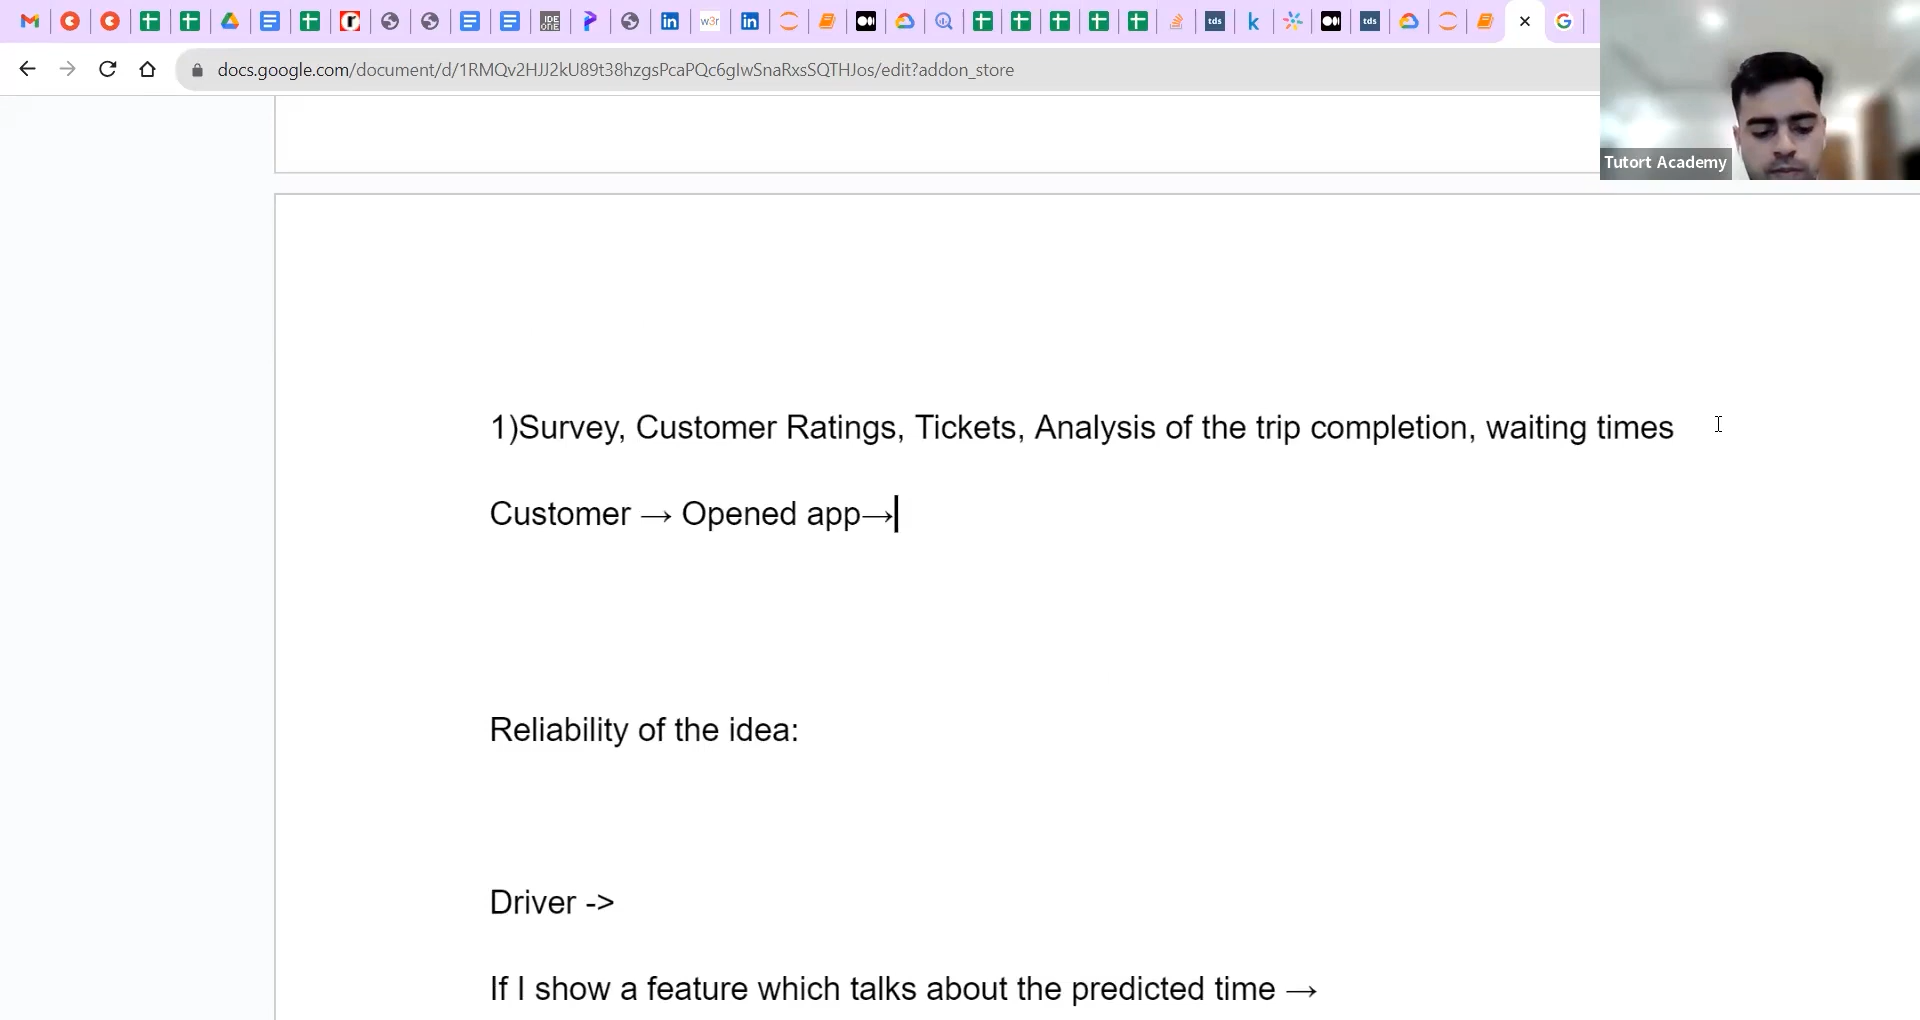 docs.google.com/document/d/1RMQv2HJJ2kU89t38hzgsPcaPQc6glwSnaRxsSQTHJos/edit?addon_store
Tutort Academy
1)Survey, Customer Ratings, Tickets, Analysis of the trip completion, waiting times
Customer → Opened app→
Reliability of the idea:
Driver ->
If I show a feature which talks about the predicted time →